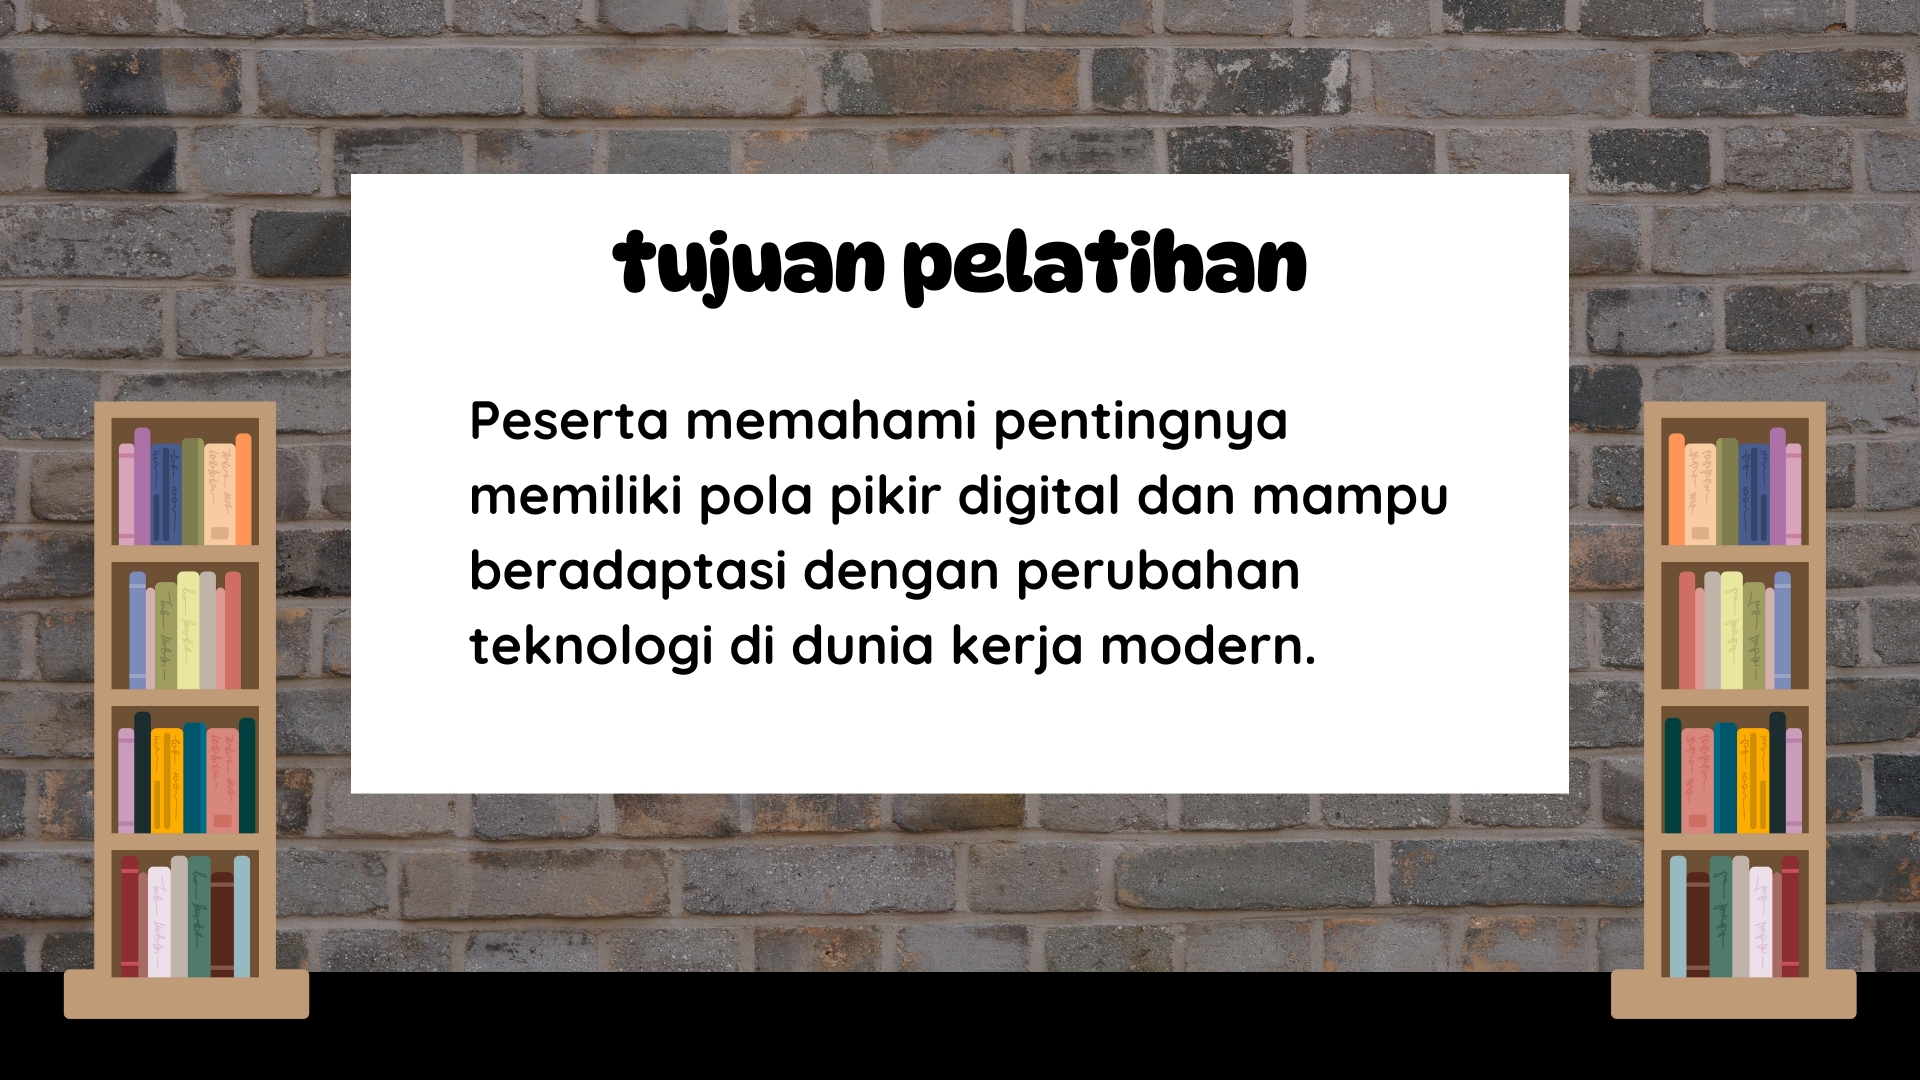 tujuan pelatihan
Peserta memahami pentingnya
memiliki pola pikir digital dan mampu
beradaptasi dengan perubahan
teknologi di dunia kerja modern.